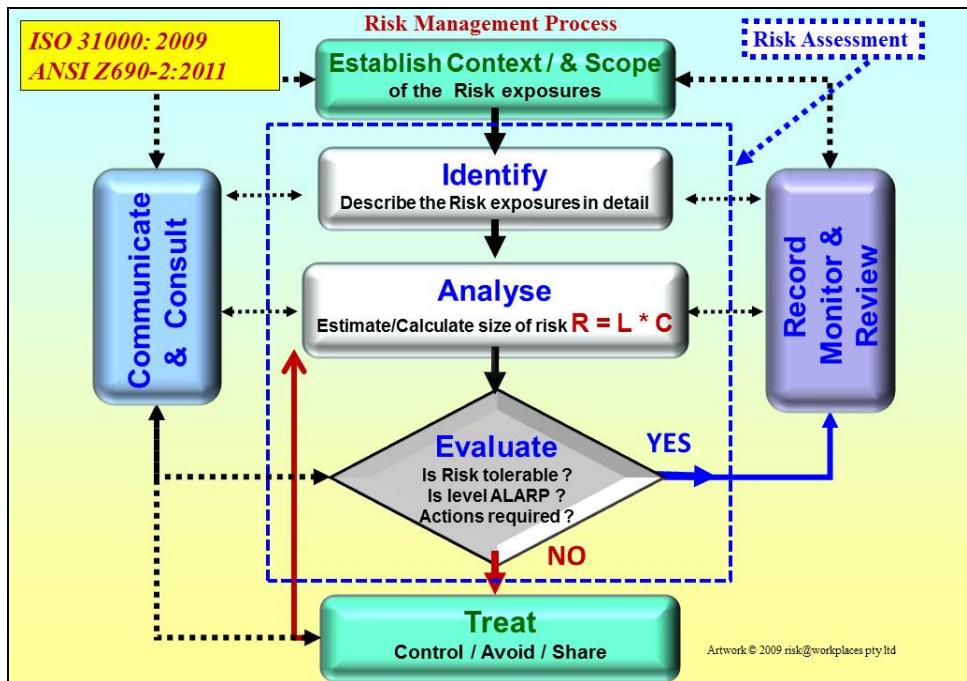 Risk Management Process
ISO 31000: 2009
ANSI Z690-2:2011
Risk Assessment
Establish Context / & Scope
of the Risk exposures
Identify
Describe the Risk exposures in detail
Analyse
Estimate/Calculate size of risk R = L * C
Communicate
& Consult
Record
Monitor &
Review
Evaluate
Is Risk tolerable ?
Is level ALARP ?
Actions required ?
YES
NO
Treat
Control / Avoid / Share
Artwork © 2009 risk@workplaces pty ltd